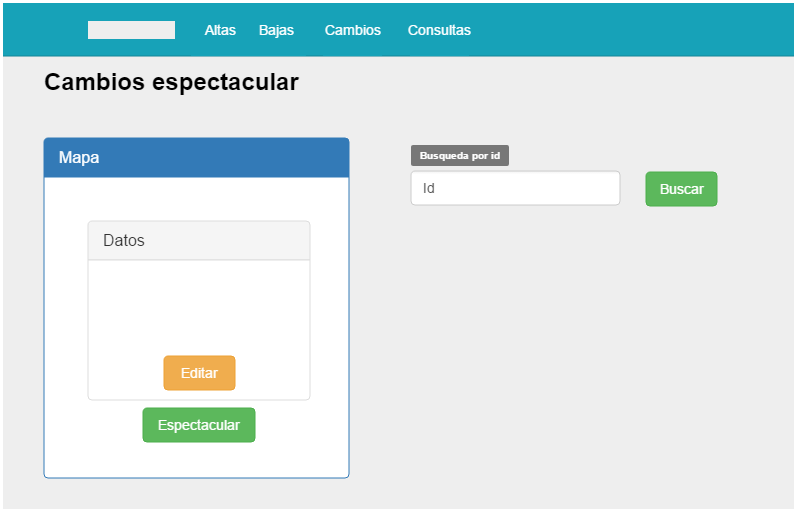 Altas Bajas Cambios Consultas
Cambios espectacular
Mapa
Datos
Editar
Espectacular
Busqueda por id
Id
Buscar